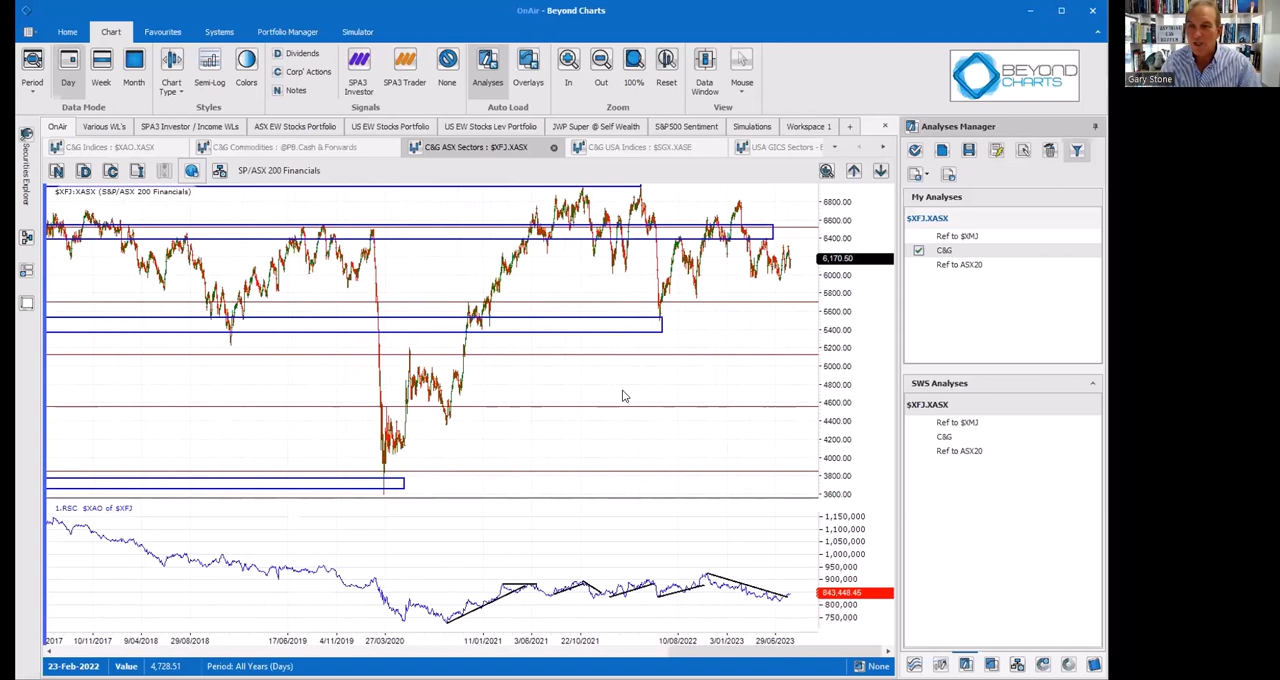 OnAir - Beyond Charts
Home
Chart
Favourites
Systems
Portfolio Manager
Simulator
Period
Day
Week
Month
Data Mode
Chart Type
Semi-Log
Colors
Styles
Dividends
Corp' Actions
Notes
SPA3 Investor
SPA3 Trader
None
Signals
Analyses
Overlays
Auto Load
In
Out
100%
Reset
Zoom
Data Window
Mouse
View
BEYOND
CHARTS
Gary Stone
OnAir
Various WL's
SPA3 Investor / Income WL's
ASX EW Stocks Portfolio
US EW Stocks Portfolio
US EW Stocks Lev Portfolio
JWP Super @ Self Wealth
S&P500 Sentiment
Simulations
Workspace 1
C&G Indices : $XAO.XASX
C&G Commodities : @PB.Cash & Forwards
C&G ASX Sectors : $XFJ.XASX
C&G USA Indices : $SGX.XASE
USA GICS Sectors -
N
D
C
I
SP/ASX 200 Financials
Securities Explorer
$XFJ:XASX (S&P/ASX 200 Financials)
6800.00
6600.00
6400.00
6,170.50
6000.00
5800.00
5600.00
5400.00
5200.00
5000.00
4800.00
4600.00
4400.00
4200.00
4000.00
3800.00
3600.00
1.RSC $XAO of $XFJ
1,150,000
1,100,000
1,050,000
1,000,000
950,000
900,000
843,448.45
800,000
750,000
2017
10/11/2017
9/04/2018
29/08/2018
17/06/2019
4/11/2019
27/03/2020
11/01/2021
3/06/2021
22/10/2021
10/08/2022
3/01/2023
29/05/2023
23-Feb-2022
Value
4,728.51
Period: All Years (Days)
None
Analyses Manager
My Analyses
$XFJ.XASX
Ref to $XMJ
C&G
Ref to ASX20
SWS Analyses
$XFJ.XASX
Ref to $XMJ
C&G
Ref to ASX20